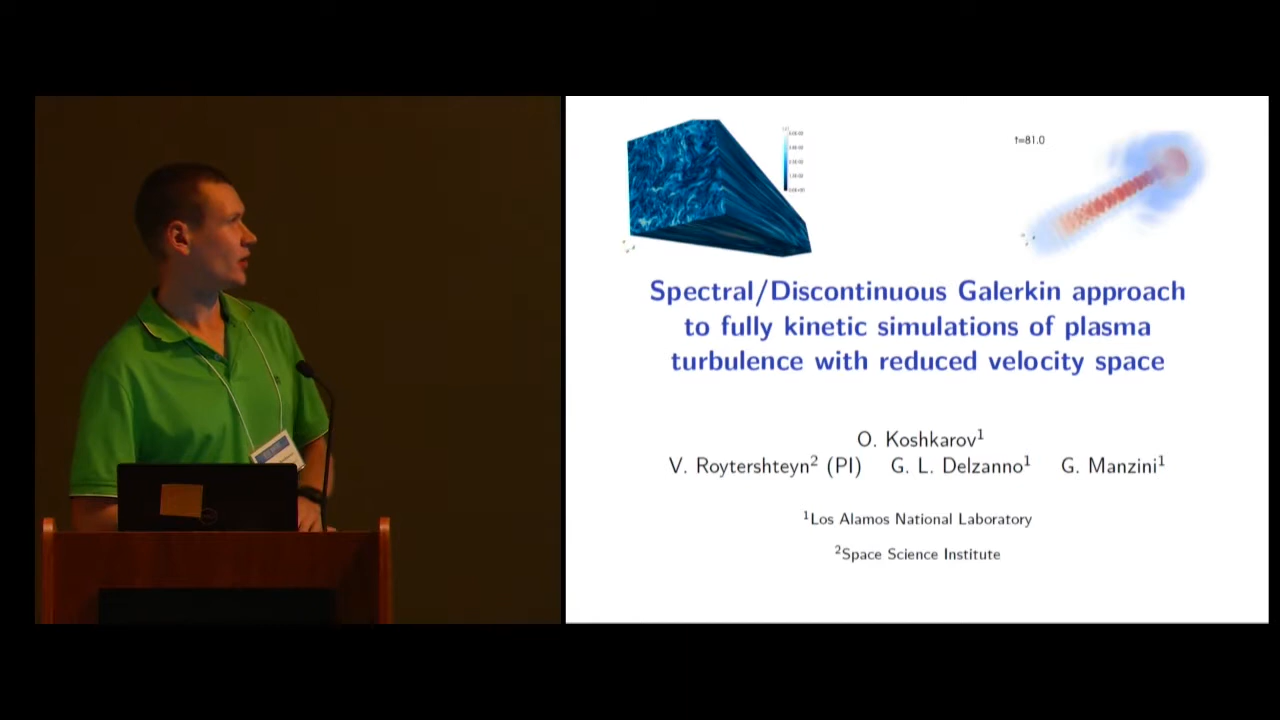 t=81.0
Spectral/Discontinuous Galerkin approach
to fully kinetic simulations of plasma
turbulence with reduced velocity space
O. Koshkarov¹
V. Roytershteyn² (PI) G. L. Delzanno¹ G. Manzini¹
¹Los Alamos National Laboratory
²Space Science Institute